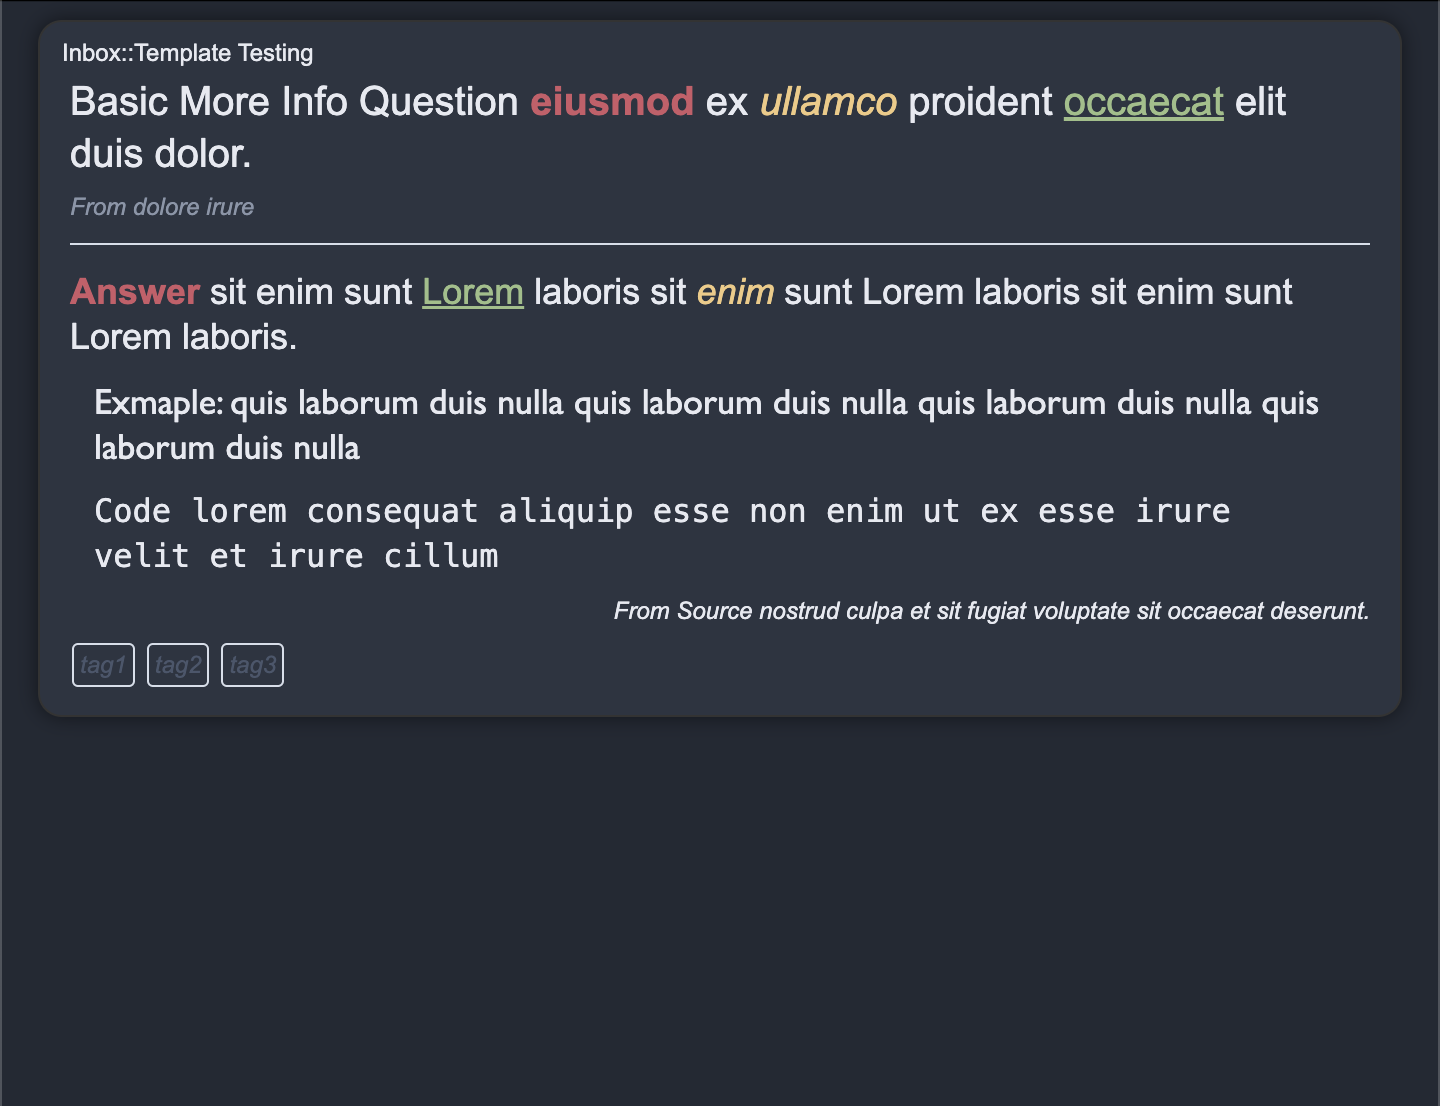 Inbox::Template Testing
Basic More Info Question eiusmod ex ullamco proident occaecat elit
duis dolor.
From dolore irure
Answer sit enim sunt Lorem laboris sit enim sunt Lorem laboris sit enim sunt
Lorem laboris.
Exmaple: quis laborum duis nulla quis laborum duis nulla quis laborum duis nulla quis
laborum duis nulla
Code lorem consequat aliquip esse non enim ut ex esse irure
velit et irure cillum
From Source nostrud culpa et sit fugiat voluptate sit occaecat deserunt.
tag1 tag2 tag3